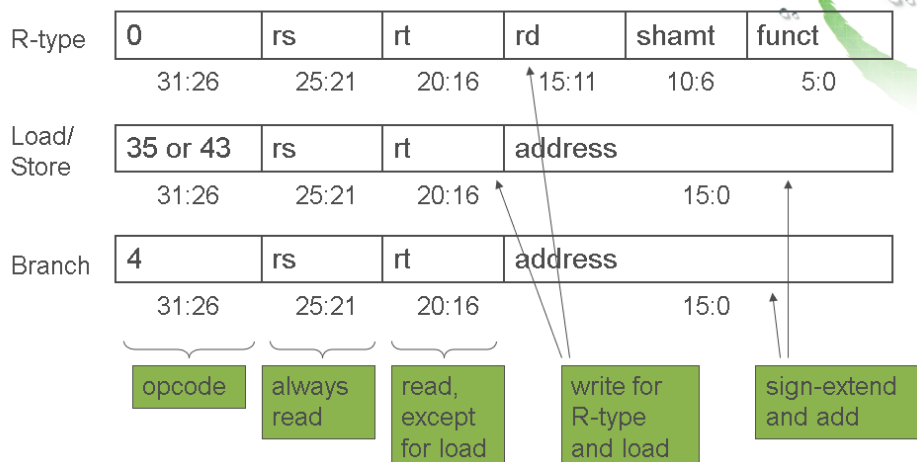 R-type 0 rs rt rd shamt funct
31:26 25:21 20:16 15:11 10:6 5:0
Load/
Store
35 or 43 rs rt address
31:26 25:21 20:16 15:0
Branch 4 rs rt address
31:26 25:21 20:16 15:0
opcode
always
read
read,
except
for load
write for
R-type
and load
sign-extend
and add